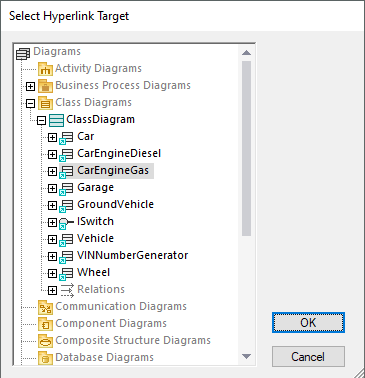 Select Hyperlink Target
Diagrams
Activity Diagrams
Business Process Diagrams
Class Diagrams
ClassDiagram
Car
CarEngineDiesel
CarEngineGas
Garage
GroundVehicle
ISwitch
Vehicle
VINNumberGenerator
Wheel
Relations
Communication Diagrams
Component Diagrams
Composite Structure Diagrams
Database Diagrams
OK
Cancel